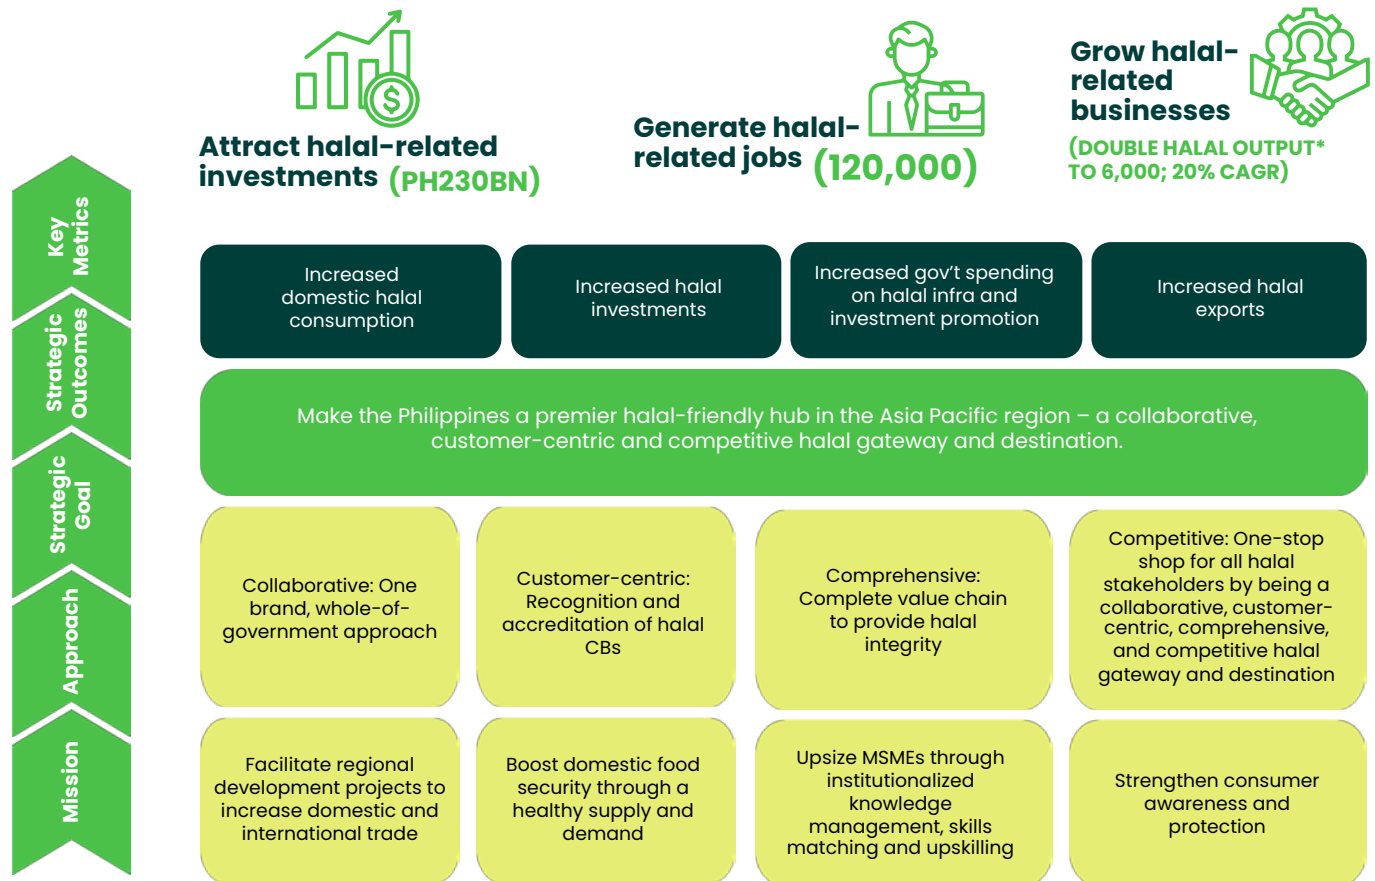 Attract halal-related
investments (PH230BN)
Generate halal-
related jobs (120,000)
Grow halal-
related
businesses
(DOUBLE HALAL OUTPUT*
TO 6,000; 20% CAGR)
Key
Metrics
Increased
domestic halal
consumption
Increased halal
investments
Increased gov’t spending
on halal infra and
investment promotion
Increased halal
exports
Strategic
Outcomes
Make the Philippines a premier halal-friendly hub in the Asia Pacific region – a collaborative,
customer-centric and competitive halal gateway and destination.
Strategic
Goal
Collaborative: One
brand, whole-of-
government approach
Customer-centric:
Recognition and
accreditation of halal
CBs
Comprehensive:
Complete value chain
to provide halal
integrity
Competitive: One-stop
shop for all halal
stakeholders by being a
collaborative, customer-
centric, comprehensive,
and competitive halal
gateway and destination
Approach
Facilitate regional
development projects to
increase domestic and
international trade
Boost domestic food
security through a
healthy supply and
demand
Upsize MSMEs through
institutionalized
knowledge
management, skills
matching and upskilling
Strengthen consumer
awareness and
protection
Mission